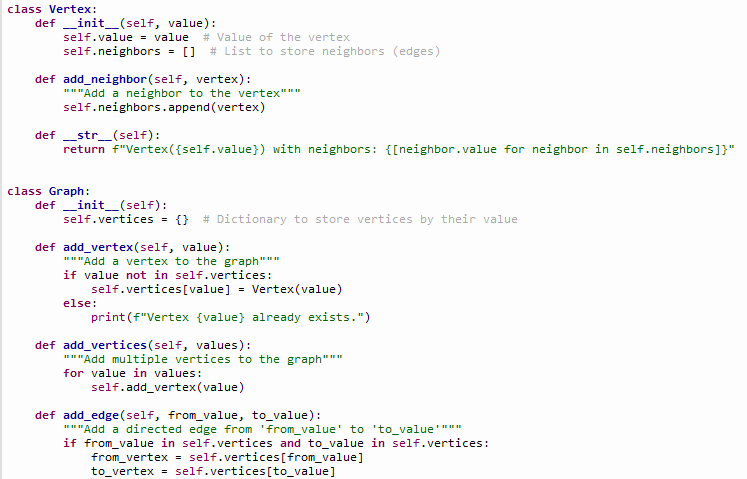 class Vertex:
    def __init__(self, value):
        self.value = value  # Value of the vertex
        self.neighbors = []  # List to store neighbors (edges)

    def add_neighbor(self, vertex):
        """Add a neighbor to the vertex"""
        self.neighbors.append(vertex)

    def __str__(self):
        return f"Vertex({self.value}) with neighbors: {[neighbor.value for neighbor in self.neighbors]}"


class Graph:
    def __init__(self):
        self.vertices = {}  # Dictionary to store vertices by their value

    def add_vertex(self, value):
        """Add a vertex to the graph"""
        if value not in self.vertices:
            self.vertices[value] = Vertex(value)
        else:
            print(f"Vertex {value} already exists.")

    def add_vertices(self, values):
        """Add multiple vertices to the graph"""
        for value in values:
            self.add_vertex(value)

    def add_edge(self, from_value, to_value):
        """Add a directed edge from 'from_value' to 'to_value'"""
        if from_value in self.vertices and to_value in self.vertices:
            from_vertex = self.vertices[from_value]
            to_vertex = self.vertices[to_value]